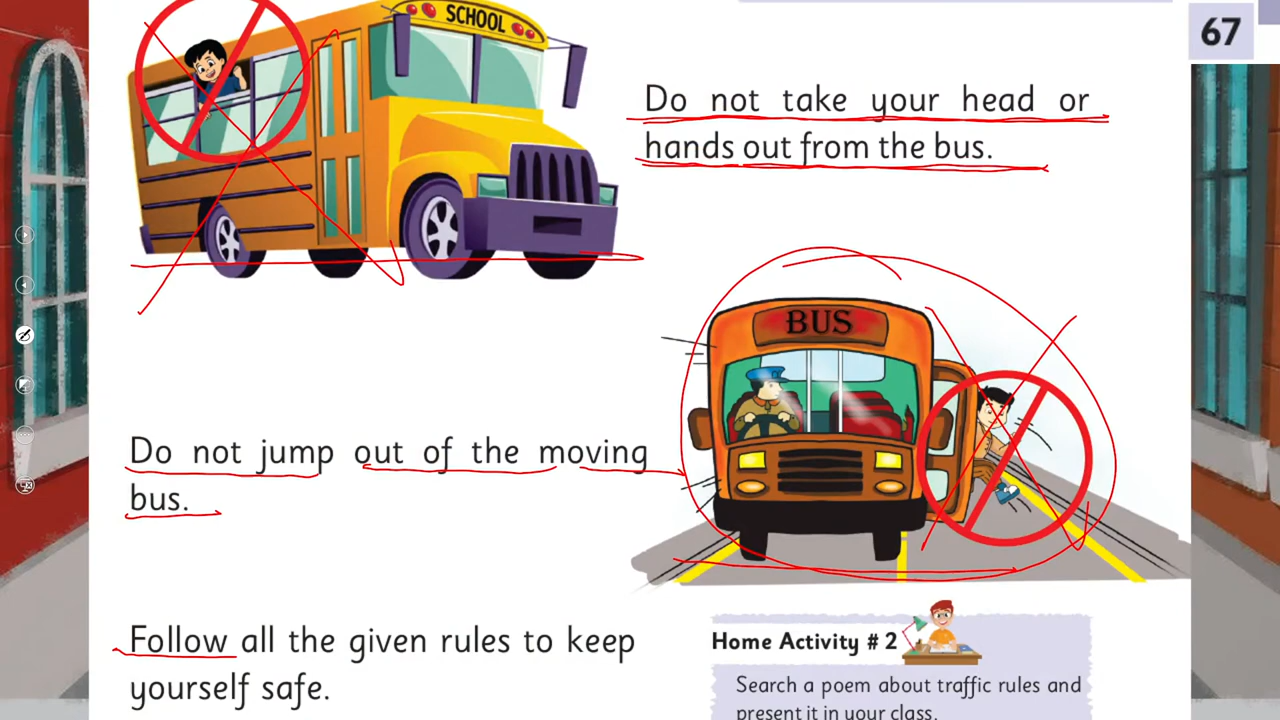 SCHOOL
67
Do not take your head or
hands out from the bus.
BUS
Do not jump out of the moving
bus.
Follow all the given rules to keep
yourself safe.
Home Activity # 2
Search a poem about traffic rules and
present it in your class.